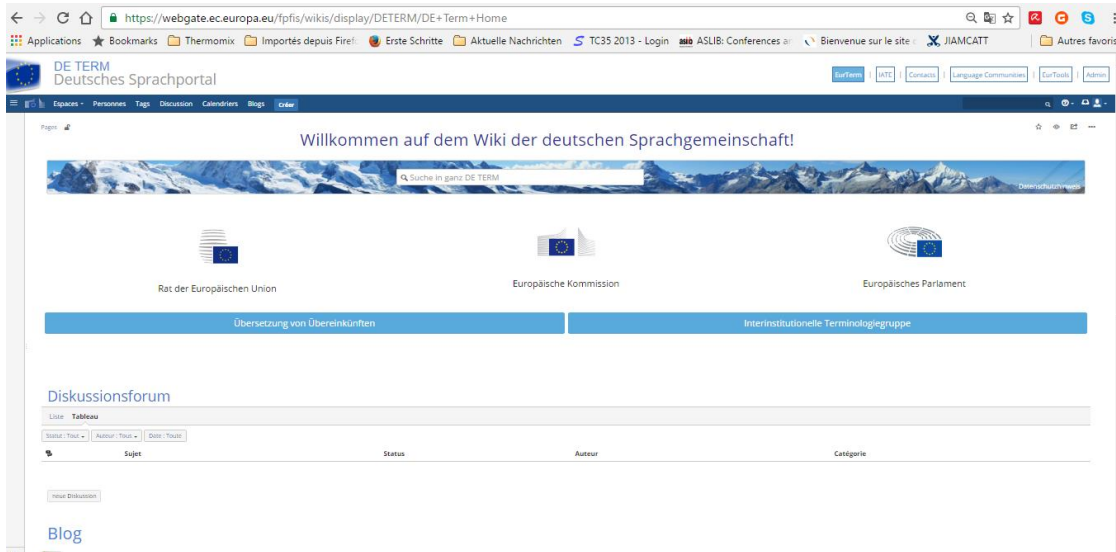 https://webgate.ec.europa.eu/fpfis/wikis/display/DETERM/DE+Term+Home
Applications Bookmarks Thermomix Importés depuis Firef Erste Schritte Aktuelle Nachrichten TC35 2013 - Login ASLIB: Conferences a Bienvenue sur le site JIAMCATT Autres favoris
DE TERM
Deutsches Sprachportal
EurTerm | IATE | Contacts | Language Communities | EurTools | Admin
Espaces Personnes Tags Discussion Calendriers Blogs Créer
Pages
Willkommen auf dem Wiki der deutschen Sprachgemeinschaft!
Suche in ganz DE TERM
Datenschutzhinweis
Rat der Europäischen Union
Europäische Kommission
Europäisches Parlament
Übersetzung von Übereinkünften
Interinstitutionelle Terminologiegruppe
Diskussionsforum
Liste Tableau
Statut : Tout Auteur : Tous Date : Toute
Sujet Status Auteur Catégorie
neue Diskussion
Blog